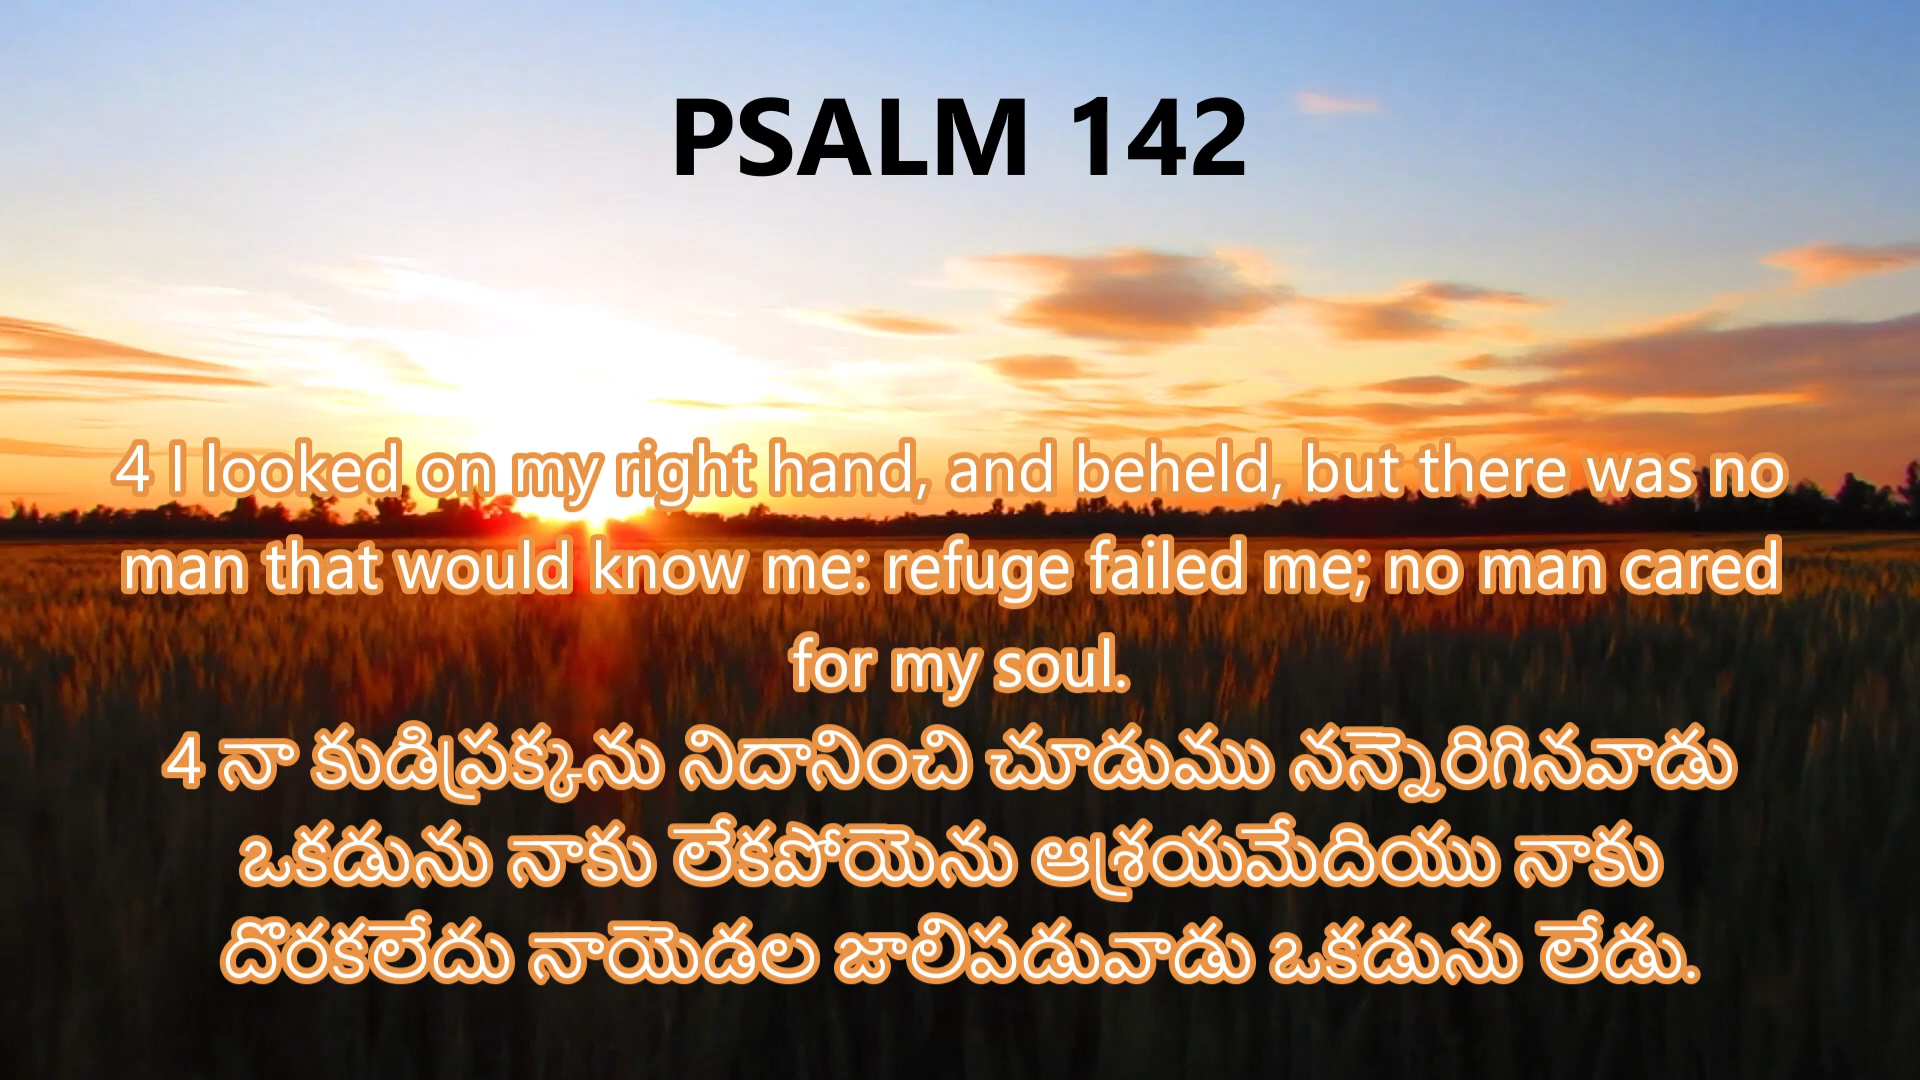 PSALM 142
4 I looked on my right hand, and beheld, but there was no
man that would know me: refuge failed me; no man cared
for my soul.
4 నా కుడిప్రక్కను నిదానించి చూడుము నన్నెరిగినవాడు
ఒకడును నాకు లేకపోయెను ఆశ్రయమేదియు నాకు
దొరకలేదు నాయెడల జాలిపడువాడు ఒకడును లేడు.